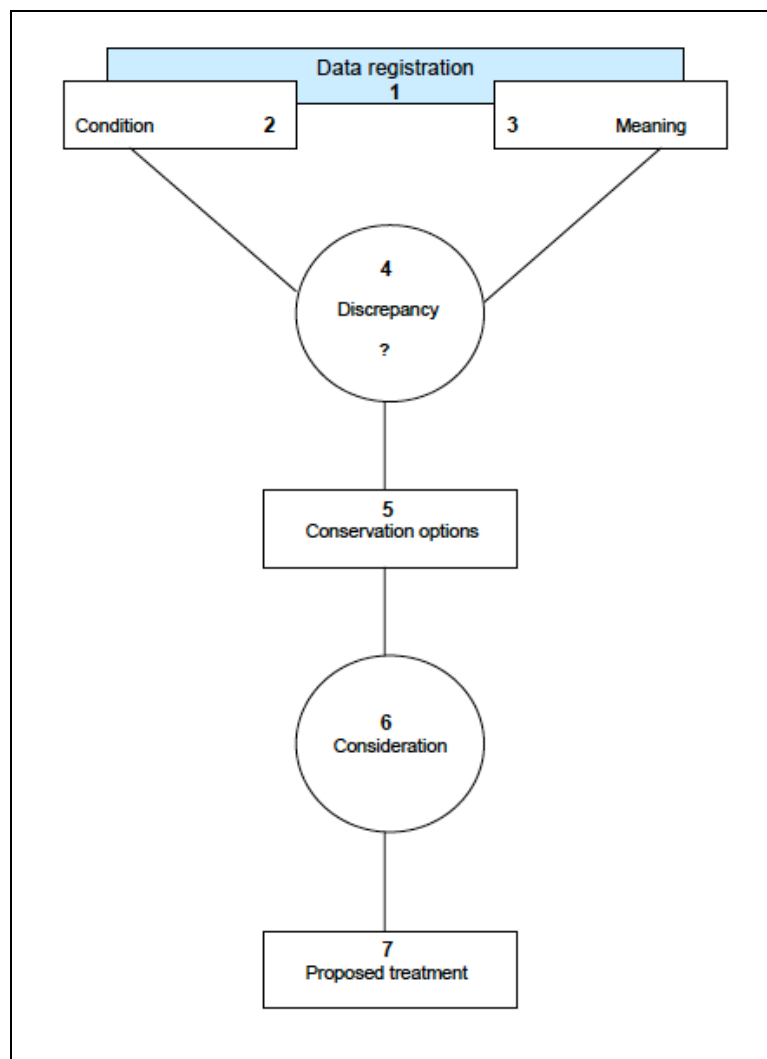 Data registration
1
Condition 2
3 Meaning
4
Discrepancy
?
5
Conservation options
6
Consideration
7
Proposed treatment